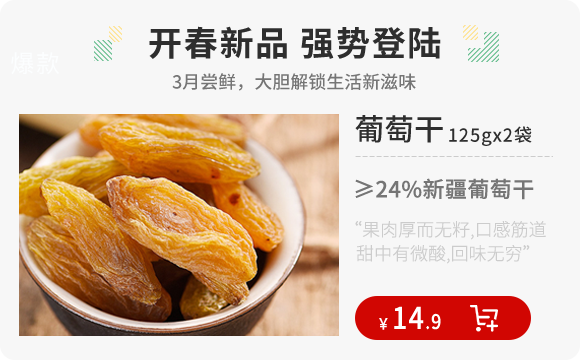 开春新品 强势登陆
爆款
3月尝鲜，大胆解锁生活新滋味
葡萄干 125gx2袋
≥24%新疆葡萄干
“果肉厚而无籽,口感筋道
甜中有微酸,回味无穷”
¥ 14.9